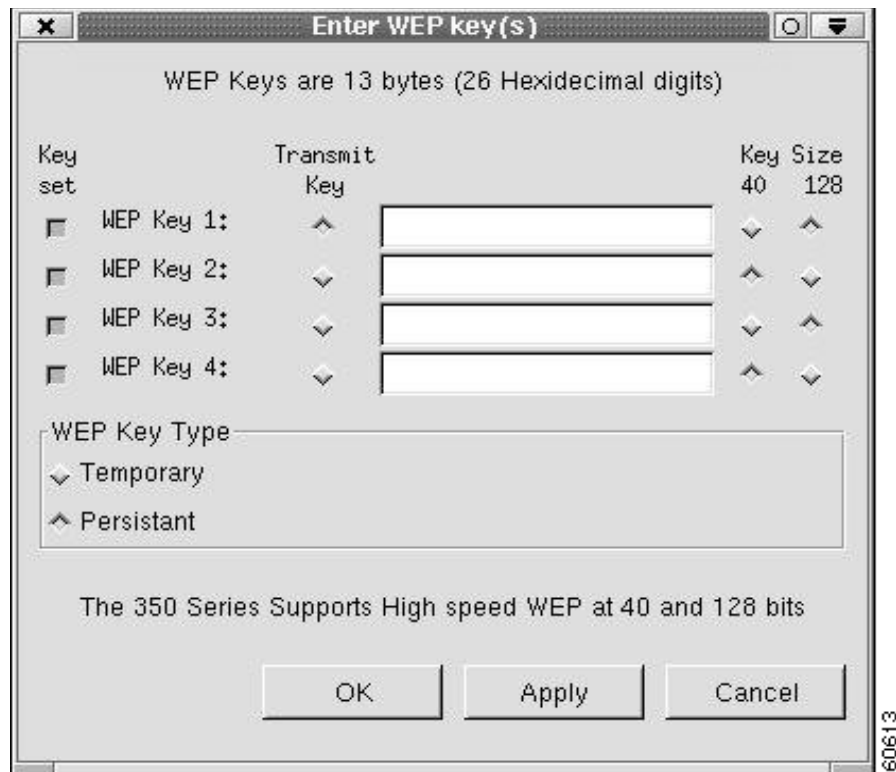 Enter WEP key(s)
WEP Keys are 13 bytes (26 Hexidecimal digits)
Key set
Transmit Key
Key Size
40 128
WEP Key 1:
WEP Key 2:
WEP Key 3:
WEP Key 4:
WEP Key Type
Temporary
Persistant
The 350 Series Supports High speed WEP at 40 and 128 bits
OK Apply Cancel
60613